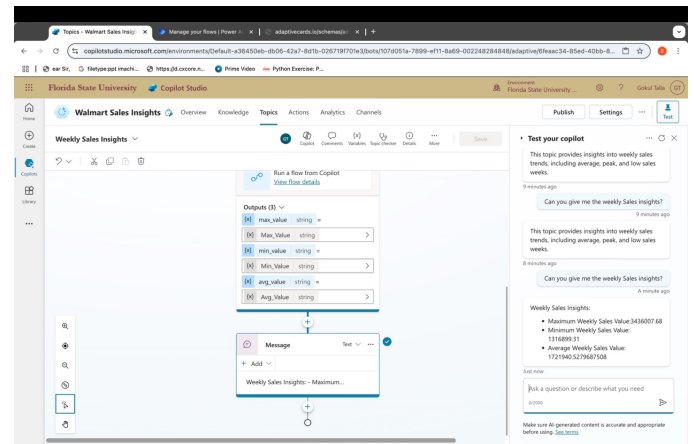 Topics - Walmart Sales Insigh
Manage your flows | Power A
adaptivecards.io/schemas/a
copilotstudio.microsoft.com/environments/Default-a36450eb-db06-42a7-8d1b-026719f701e3/bots/107d051a-7899-ef11-8a69-002248284848/adaptive/6feaac34-85ed-40bb-8...
ear Sir,
filetype:ppt imachi...
https://id.cxcore.n...
Prime Video
Python Exercise: P...
Florida State University
Copilot Studio
Environment
Florida State University ...
Gokul Talla
GT
Home
Create
Copilots
Library
Walmart Sales Insights
Overview
Knowledge
Topics
Actions
Analytics
Channels
Publish
Settings
Test
Weekly Sales Insights
GT
Copilot
Comments
Variables
Topic checker
Details
More
Save
Run a flow from Copilot
View flow details
Outputs (3)
{x} max_value string =
{x} Max_Value string
{x} min_value string =
{x} Min_Value string
{x} avg_value string =
{x} Avg_Value string
Message
Text
+ Add
Weekly Sales Insights: - Maximum...
Test your copilot
This topic provides insights into weekly sales
trends, including average, peak, and low sales
weeks.
9 minutes ago
Can you give me the weekly Sales insights?
9 minutes ago
This topic provides insights into weekly sales
trends, including average, peak, and low sales
weeks.
8 minutes ago
Can you give me the weekly Sales insights?
A minute ago
Weekly Sales Insights:
• Maximum Weekly Sales Value:3436007.68
• Minimum Weekly Sales Value:
1316899.31
• Average Weekly Sales Value:
1721940.5279687508
Just now
Ask a question or describe what you need
0/2000
Make sure AI-generated content is accurate and appropriate
before using. See terms